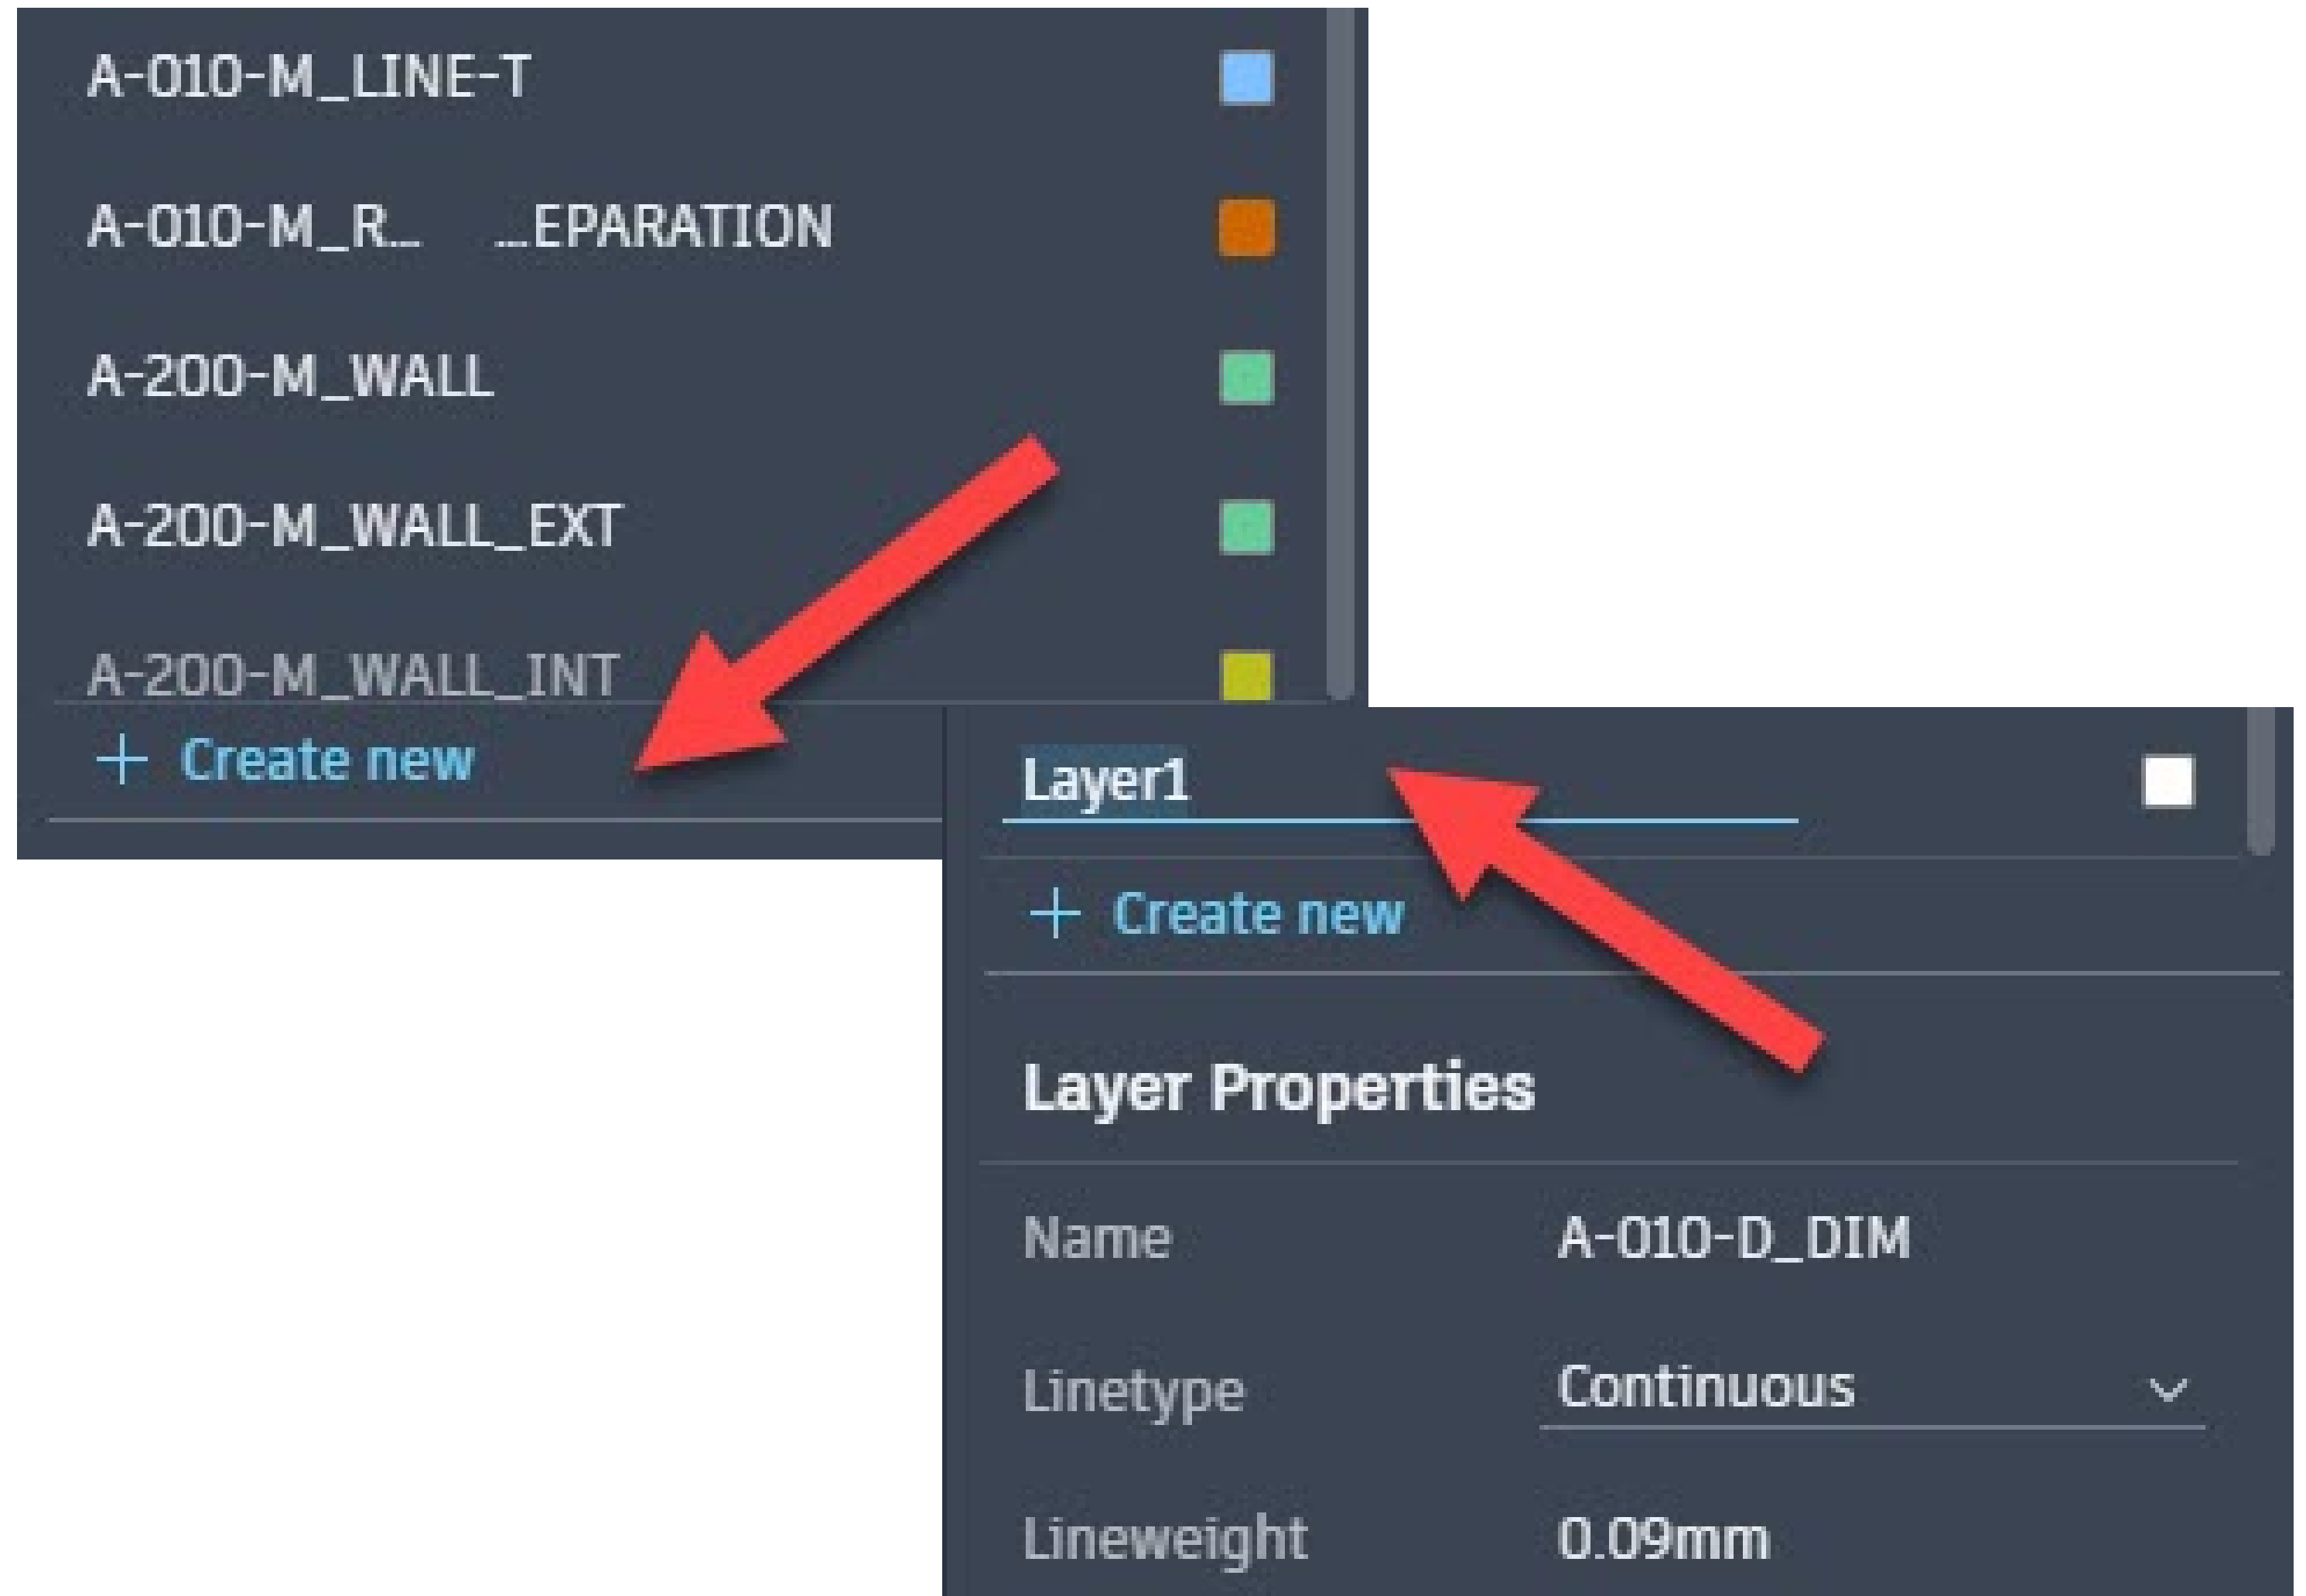 A-010-M_LINE-T
A-010-M_R... ...EPARATION
A-200-M_WALL
A-200-M_WALL_EXT
A-200-M_WALL_INT
+ Create new
Layer1
+ Create new
Layer Properties
Name A-010-D_DIM
Linetype Continuous
Lineweight 0.09mm